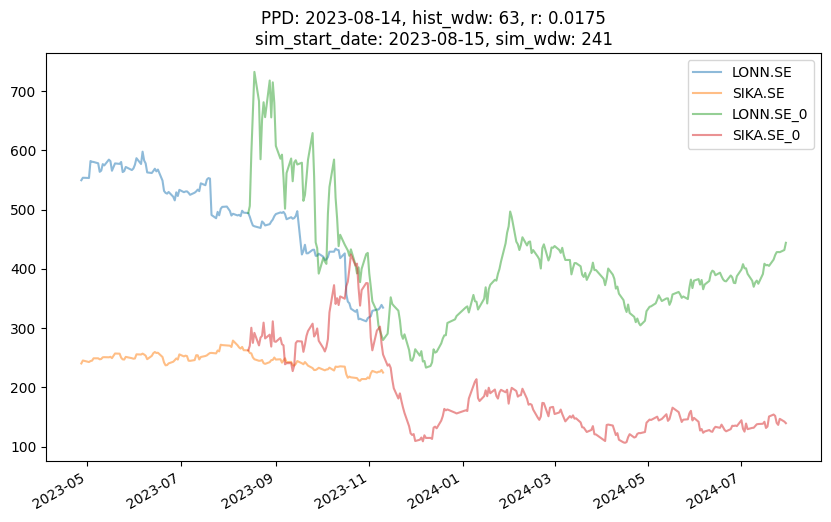 PPD: 2023-08-14, hist_wdw: 63, r: 0.0175
sim_start_date: 2023-08-15, sim_wdw: 241
LONN.SE
SIKA.SE
LONN.SE_0
SIKA.SE_0
700
600
500
400
300
200
100
2023-05
2023-07
2023-09
2023-11
2024-01
2024-03
2024-05
2024-07